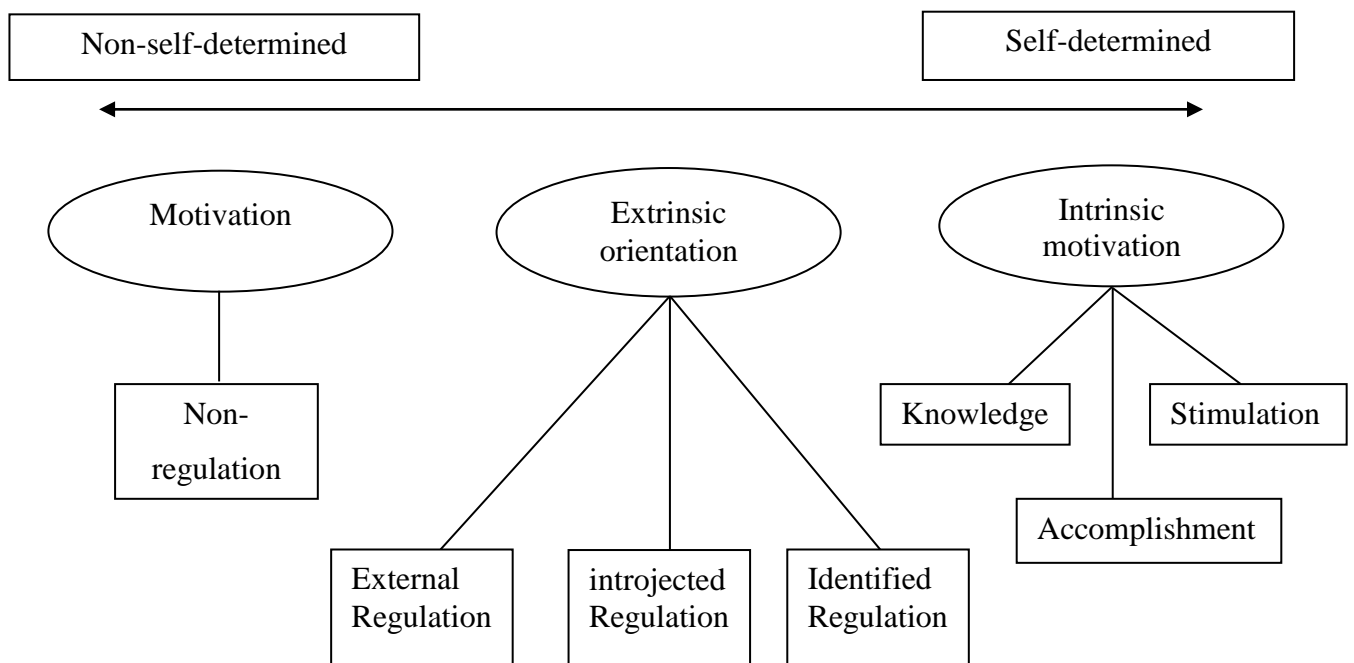 Non-self-determined
Self-determined
Motivation
Extrinsic
orientation
Intrinsic
motivation
Non-
regulation
Knowledge
Stimulation
Accomplishment
External
Regulation
introjected
Regulation
Identified
Regulation